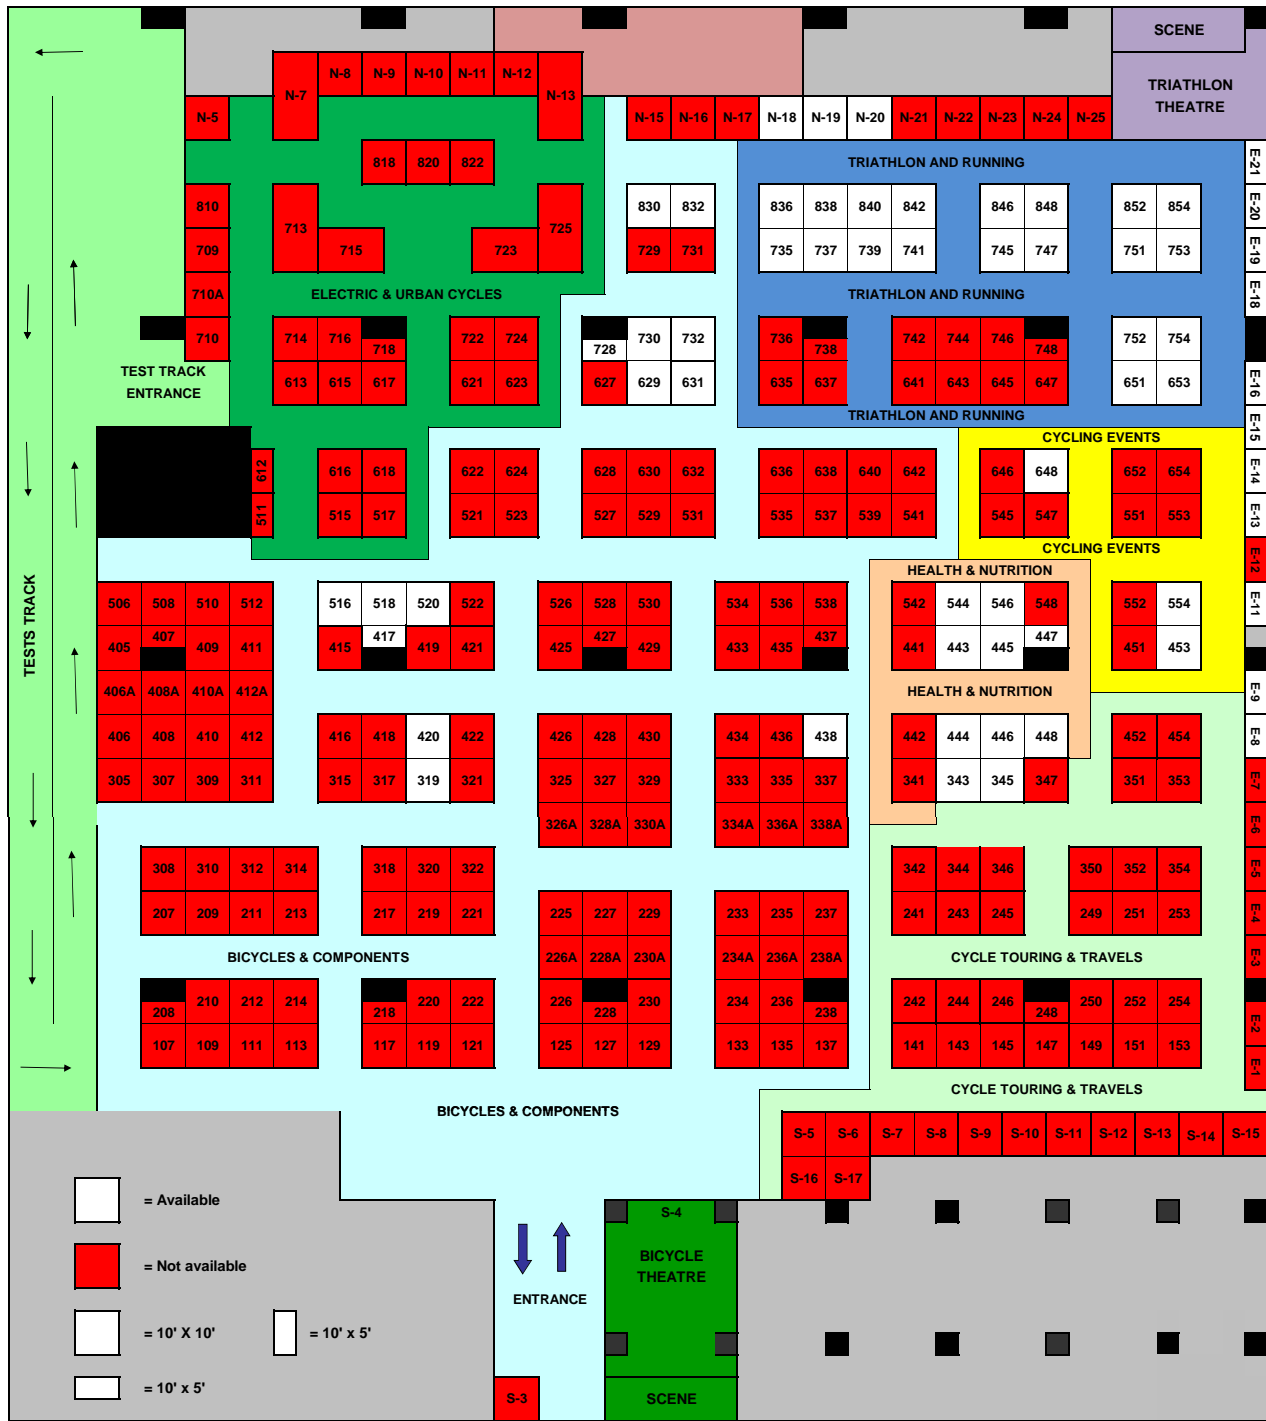 SCENE
TRIATHLON
THEATRE
N-5
N-7
N-8 N-9 N-10 N-11 N-12
N-13
N-15 N-16 N-17 N-18 N-19 N-20 N-21 N-22 N-23 N-24 N-25
818 820 822
TRIATHLON AND RUNNING
E-21
810
713
725
830 832
836 838 840 842
846 848
852 854
E-20
709
715
723
729 731
735 737 739 741
745 747
751 753
E-19
710A
ELECTRIC & URBAN CYCLES
TRIATHLON AND RUNNING
E-18
710
714 716 718
722 724
728 730 732
736 738
742 744 746 748
752 754
TEST TRACK
ENTRANCE
613 615 617
621 623
627 629 631
635 637
641 643 645 647
651 653
E-16
TRIATHLON AND RUNNING
E-15
CYCLING EVENTS
612
616 618
622 624
628 630 632
636 638 640 642
646 648
652 654
E-14
511
515 517
521 523
527 529 531
535 537 539 541
545 547
551 553
E-13
CYCLING EVENTS
E-12
HEALTH & NUTRITION
TESTS TRACK
506 508 510 512
516 518 520 522
526 528 530
534 536 538
542 544 546 548
552 554
E-11
405 407 409 411
415 417 419 421
425 427 429
433 435 437
441 443 445 447
451 453
406A 408A 410A 412A
HEALTH & NUTRITION
E-9
406 408 410 412
416 418 420 422
426 428 430
434 436 438
442 444 446 448
452 454
E-8
305 307 309 311
315 317 319 321
325 327 329
333 335 337
341 343 345 347
351 353
E-7
326A 328A 330A
334A 336A 338A
E-6
308 310 312 314
318 320 322
342 344 346
350 352 354
E-5
207 209 211 213
217 219 221
225 227 229
233 235 237
241 243 245
249 251 253
E-4
BICYCLES & COMPONENTS
226A 228A 230A
234A 236A 238A
CYCLE TOURING & TRAVELS
E-3
208 210 212 214
218 220 222
226 228 230
234 236 238
242 244 246 248 250 252 254
E-2
107 109 111 113
117 119 121
125 127 129
133 135 137
141 143 145 147 149 151 153
E-1
CYCLE TOURING & TRAVELS
BICYCLES & COMPONENTS
S-5 S-6 S-7 S-8 S-9 S-10 S-11 S-12 S-13 S-14 S-15
S-16 S-17
= Available
S-4
BICYCLE
THEATRE
= Not available
ENTRANCE
= 10' X 10'
= 10' x 5'
= 10' x 5'
S-3
SCENE